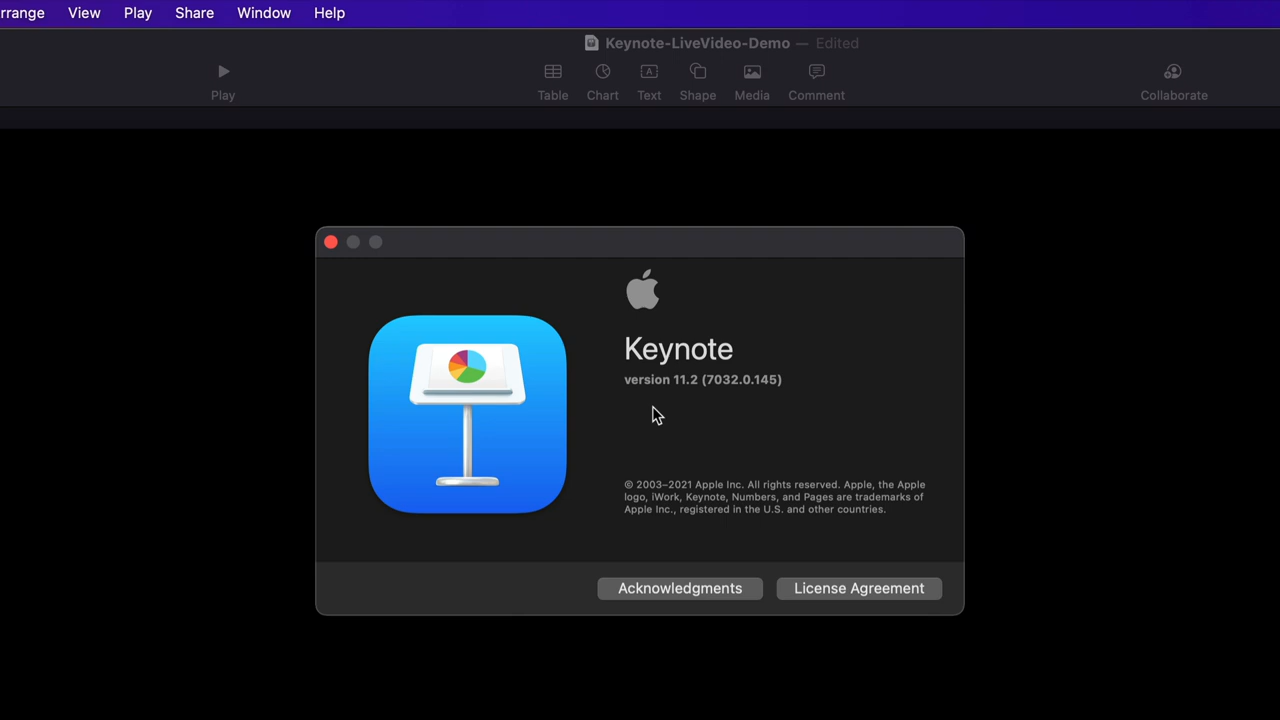 rrange View Play Share Window Help
Keynote-LiveVideo-Demo — Edited
Play
Table
Chart
Text
Shape
Media
Comment
Collaborate
Keynote
version 11.2 (7032.0.145)
© 2003–2021 Apple Inc. All rights reserved. Apple, the Apple
logo, iWork, Keynote, Numbers, and Pages are trademarks of
Apple Inc., registered in the U.S. and other countries.
Acknowledgments
License Agreement